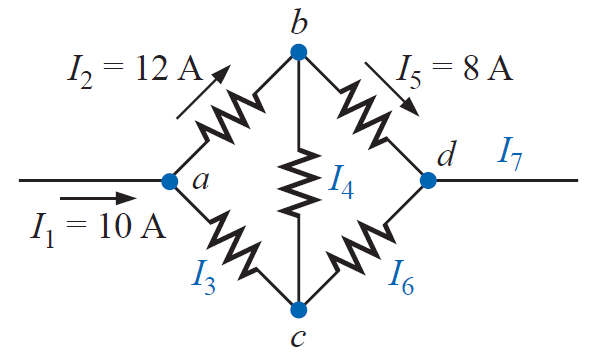 b
I₂ = 12 A
I₅ = 8 A
d
I₇
a
I₄
I₁ = 10 A
I₃
I₆
c